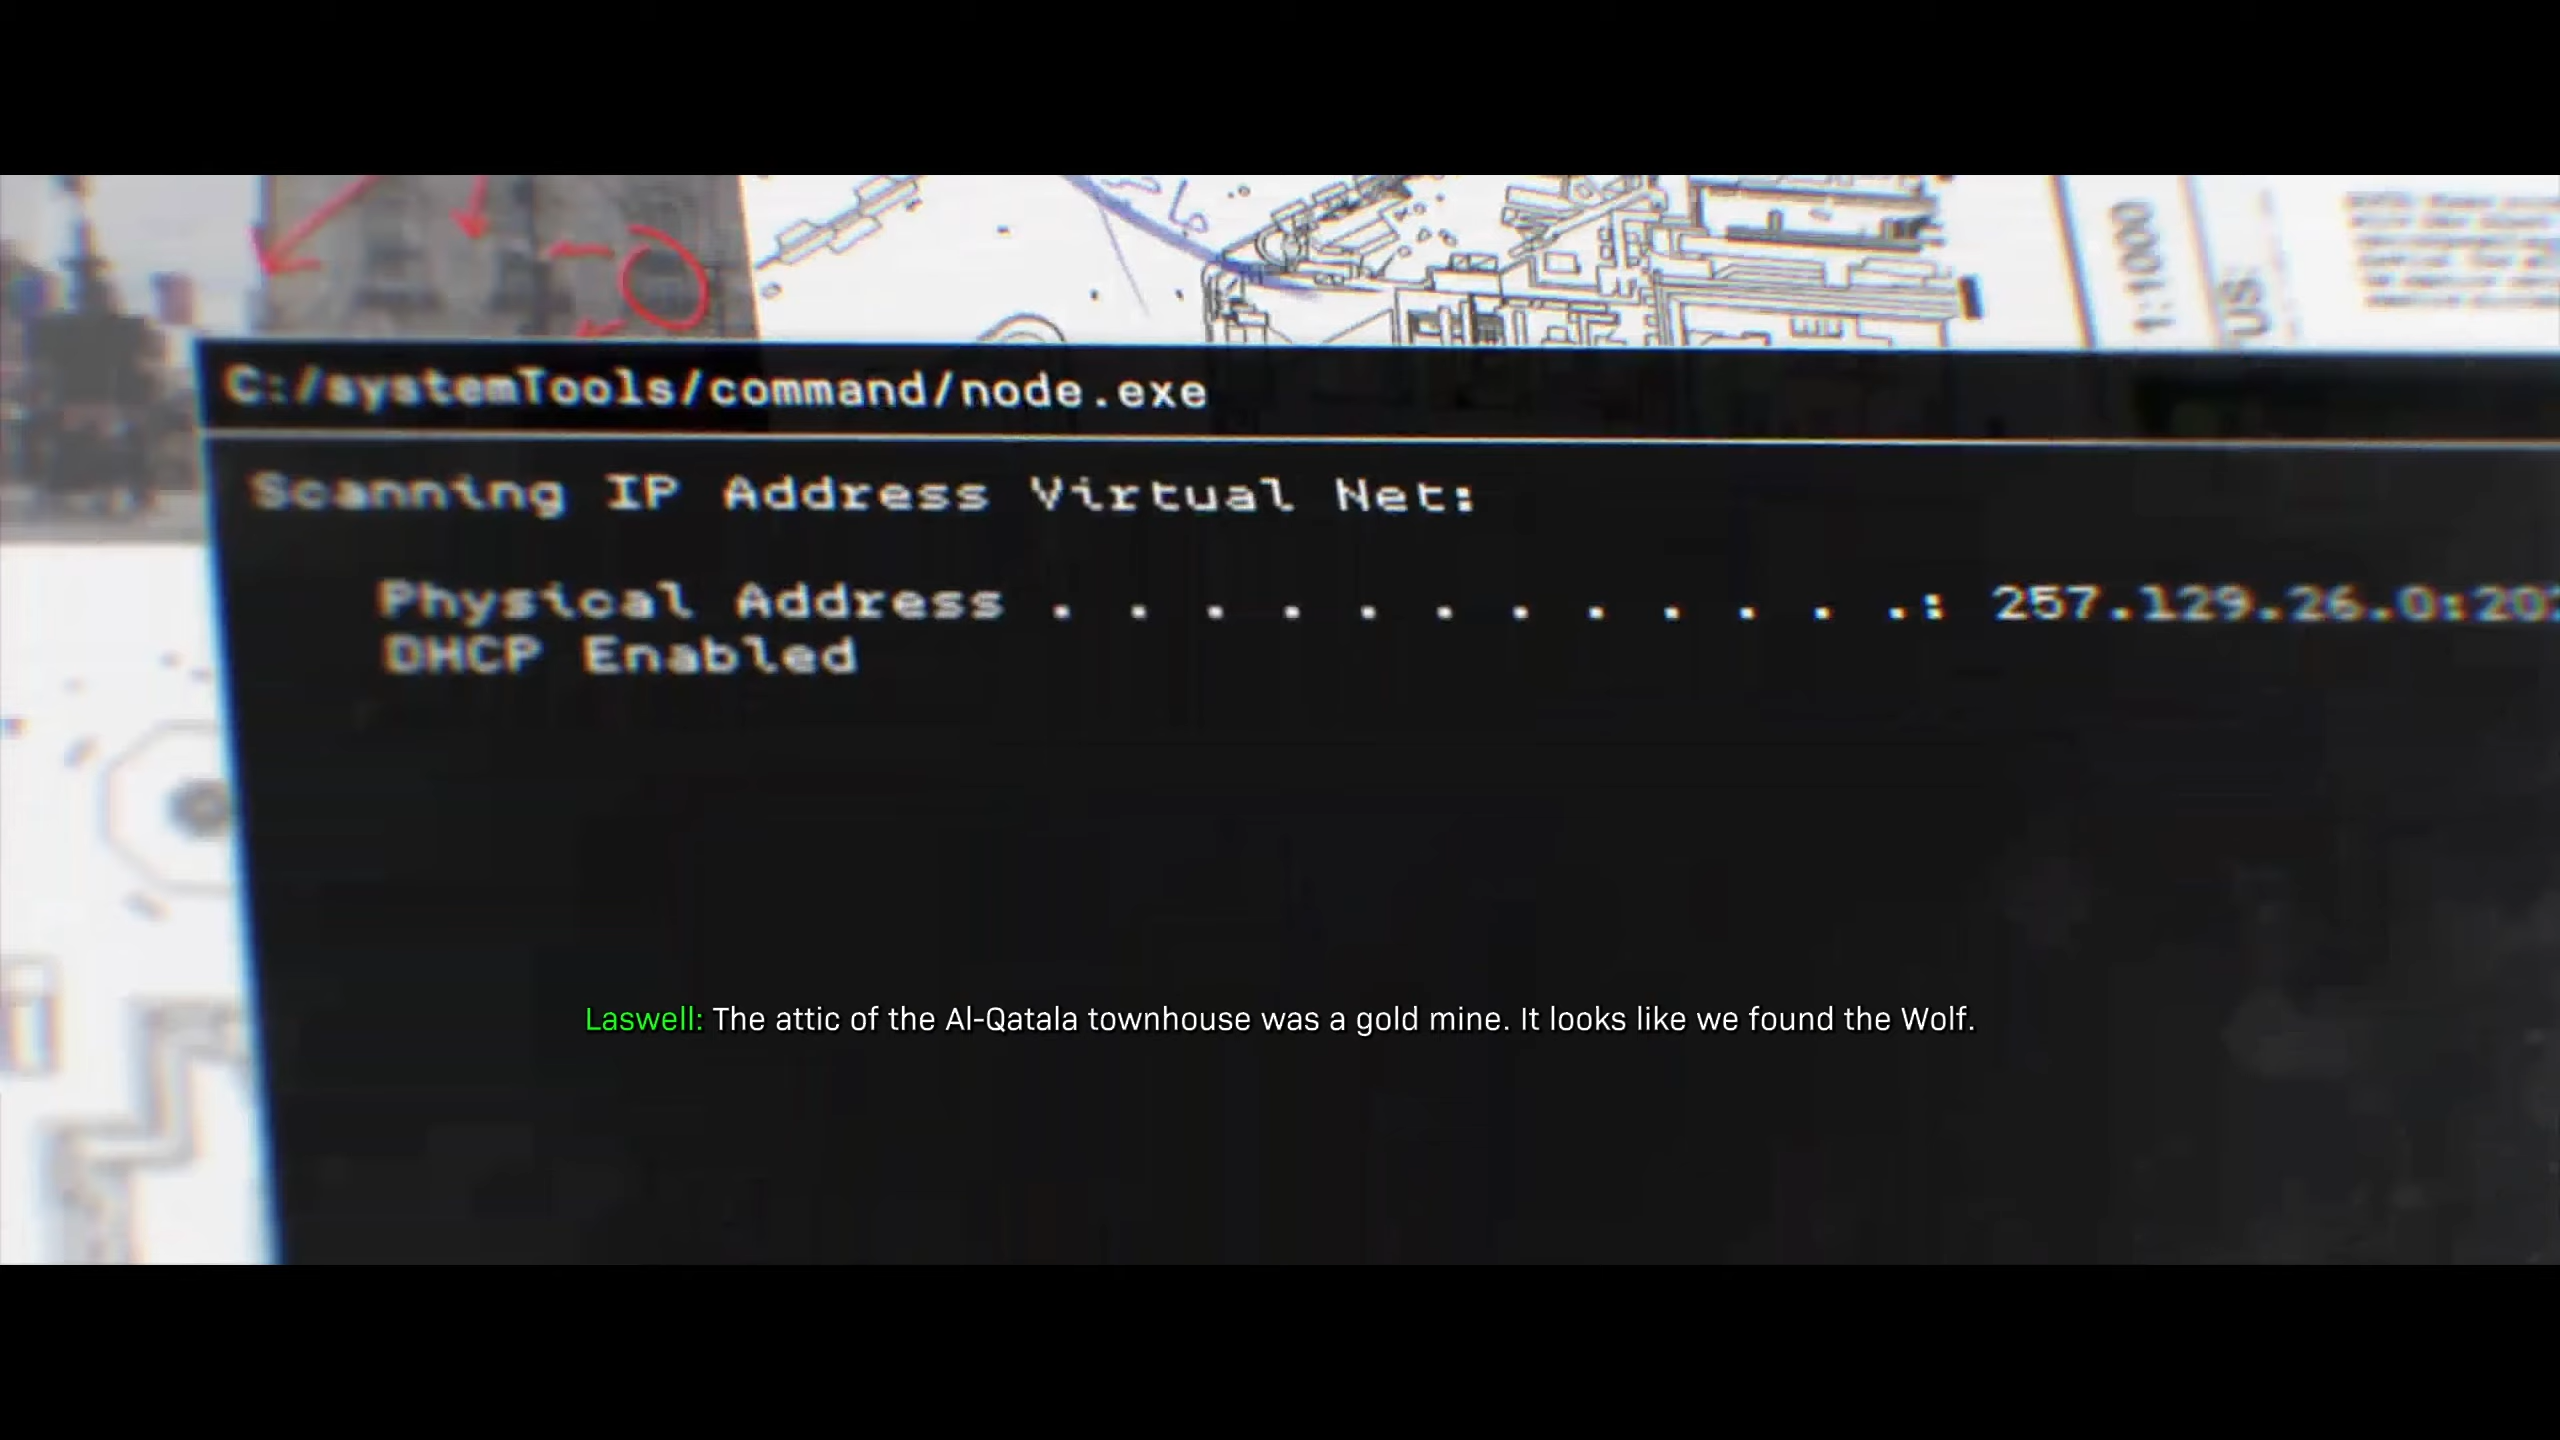 1:1000
US
C:/systemTools/command/node.exe
Scanning IP Address Virtual Net:
Physical Address . . . . . . . . . . . .: 257.129.26.0:20
DHCP Enabled
Laswell: The attic of the Al-Qatala townhouse was a gold mine. It looks like we found the Wolf.